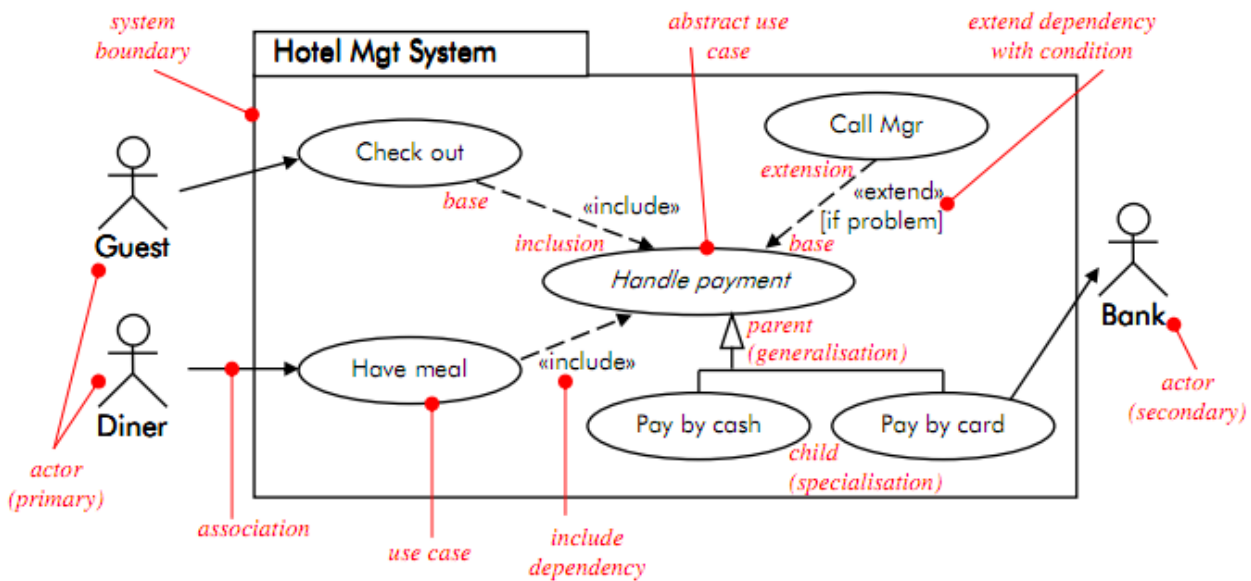 system
boundary
abstract use
case
extend dependency
with condition
Hotel Mgt System
Call Mgr
Check out
extension
base
«include»
«extend»
[if problem]
inclusion
base
Guest
Handle payment
Bank
parent
(generalisation)
«include»
Have meal
Diner
Pay by cash
Pay by card
actor
(secondary)
child
(specialisation)
actor
(primary)
association
use case
include
dependency